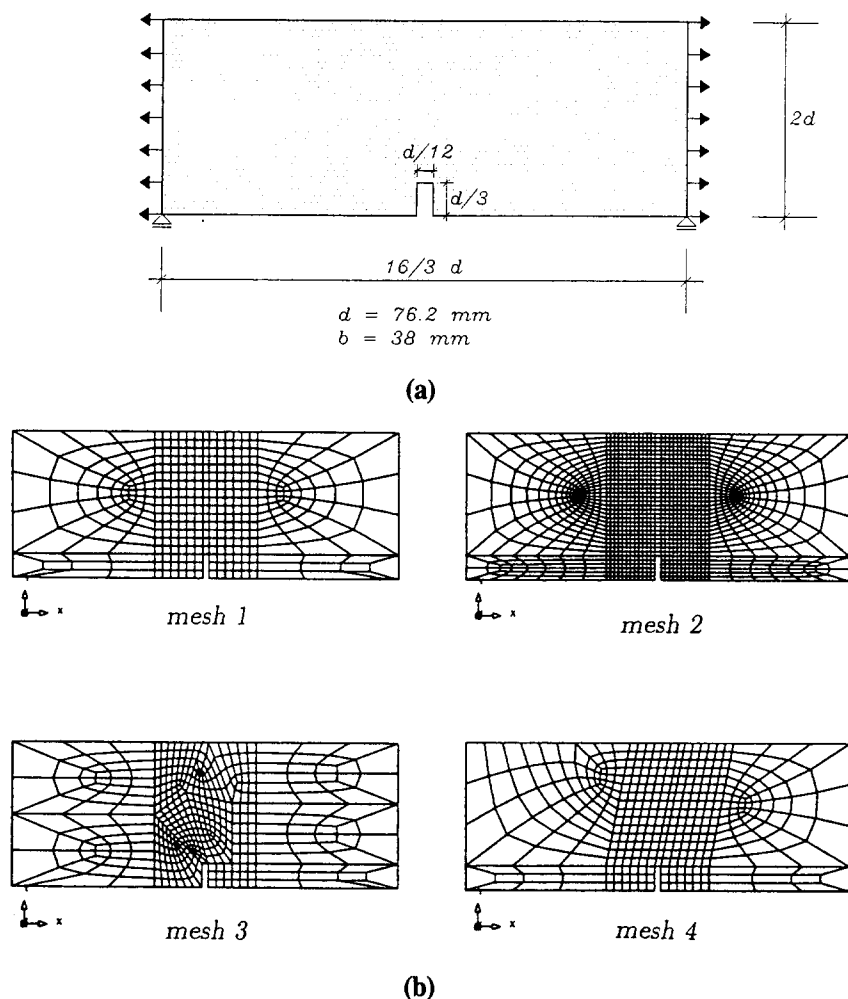 d/12
d/3
2d
16/3 d
d = 76.2 mm
b = 38 mm
(a)
x
mesh 1
x
mesh 2
x
mesh 3
x
mesh 4
(b)